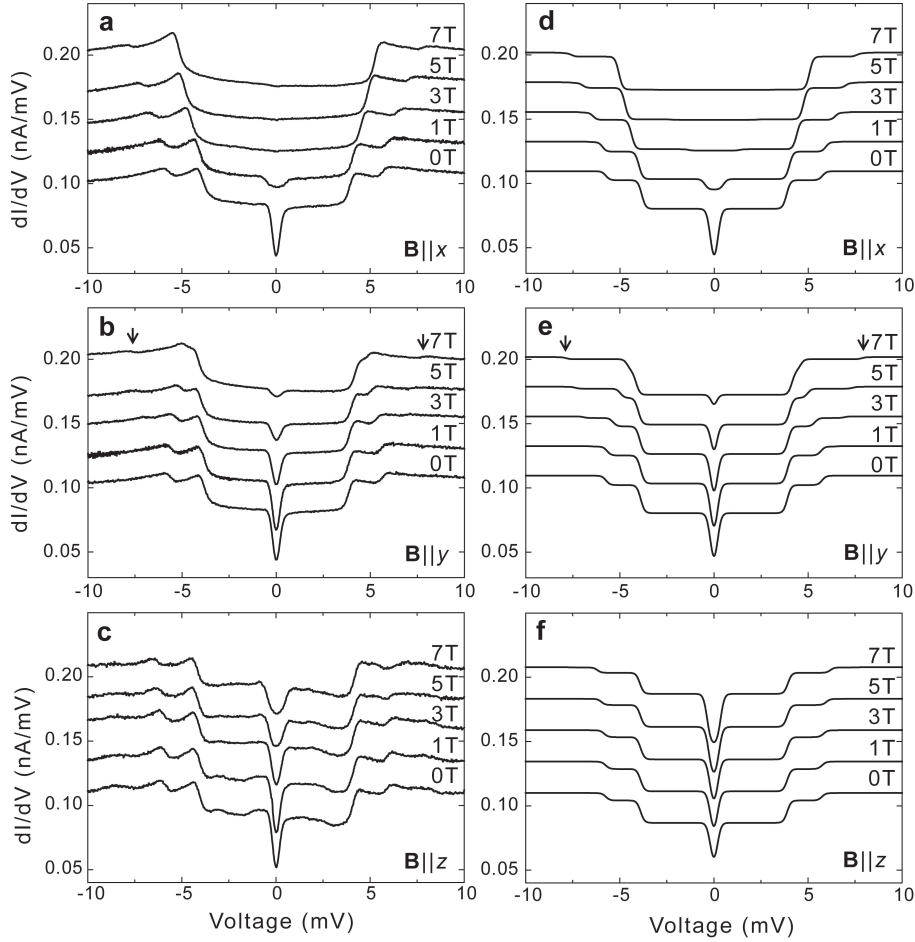 a
7T
5T
3T
1T
0T
B||x
0.20
0.15
0.10
0.05
dI/dV (nA/mV)
-10 -5 0 5 10
d
7T
5T
3T
1T
0T
B||x
-10 -5 0 5 10
b
7T
5T
3T
1T
0T
B||y
0.20
0.15
0.10
0.05
dI/dV (nA/mV)
-10 -5 0 5 10
e
7T
5T
3T
1T
0T
B||y
-10 -5 0 5 10
c
7T
5T
3T
1T
0T
B||z
0.20
0.15
0.10
0.05
dI/dV (nA/mV)
-10 -5 0 5 10
Voltage (mV)
f
7T
5T
3T
1T
0T
B||z
-10 -5 0 5 10
Voltage (mV)